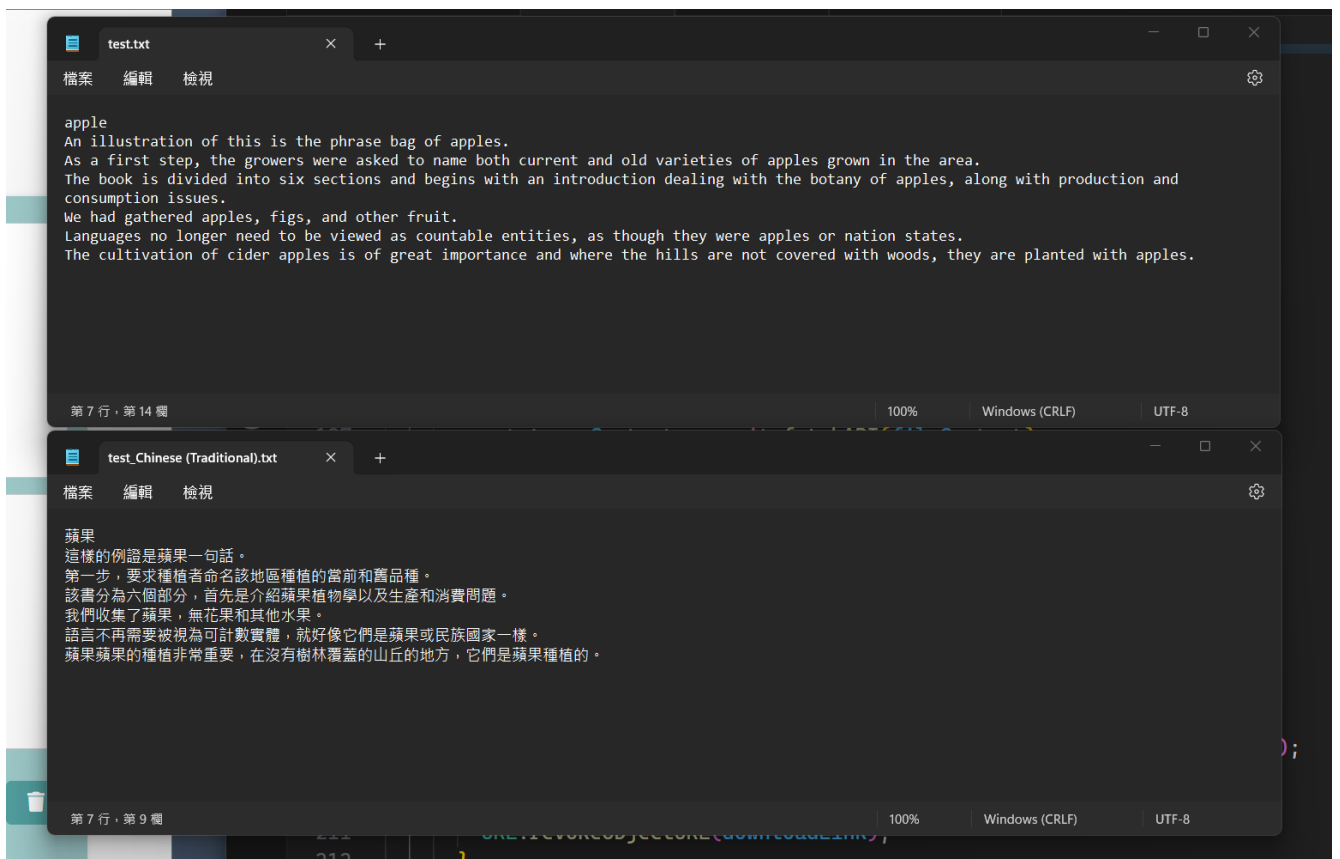 test.txt
檔案 編輯 檢視
apple
An illustration of this is the phrase bag of apples.
As a first step, the growers were asked to name both current and old varieties of apples grown in the area.
The book is divided into six sections and begins with an introduction dealing with the botany of apples, along with production and
consumption issues.
We had gathered apples, figs, and other fruit.
Languages no longer need to be viewed as countable entities, as though they were apples or nation states.
The cultivation of cider apples is of great importance and where the hills are not covered with woods, they are planted with apples.
第 7 行，第 14 欄 100% Windows (CRLF) UTF-8
test_Chinese (Traditional).txt
檔案 編輯 檢視
蘋果
這樣的例證是蘋果一句話。
第一步，要求種植者命名該地區種植的當前和舊品種。
該書分為六個部分，首先是介紹蘋果植物學以及生產和消費問題。
我們收集了蘋果，無花果和其他水果。
語言不再需要被視為可計數實體，就好像它們是蘋果或民族國家一樣。
蘋果蘋果的種植非常重要，在沒有樹林覆蓋的山丘的地方，它們是蘋果種植的。
);
第 7 行，第 9 欄 100% Windows (CRLF) UTF-8